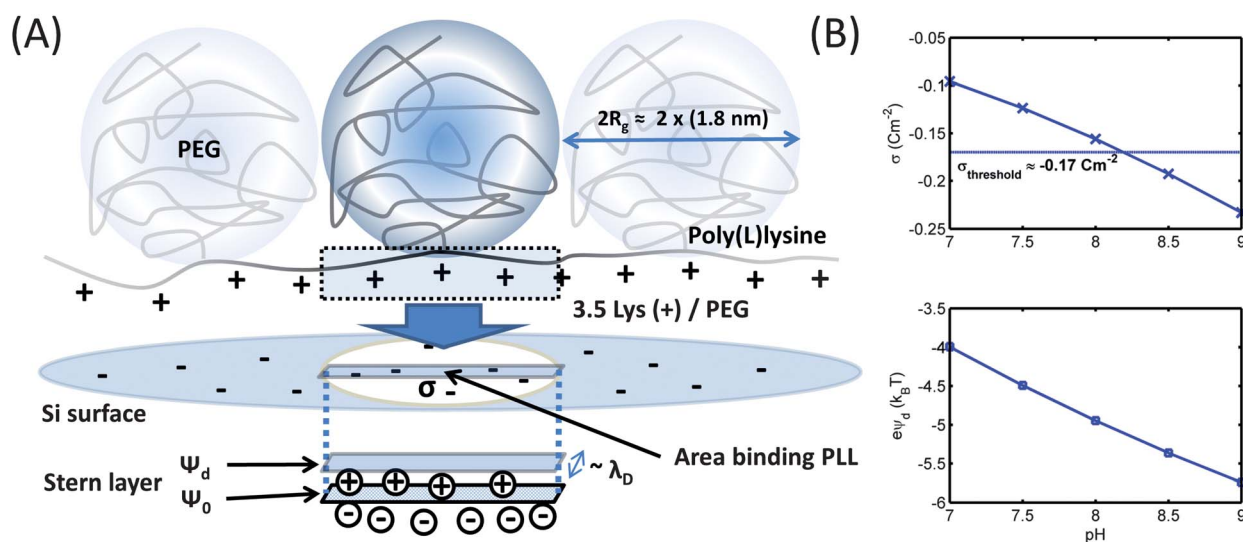 (A)
PEG
2Rg ≈ 2 x (1.8 nm)
Poly(L)lysine
+ + + + + + + + + +
3.5 Lys (+) / PEG
- - - - - - - - - - - - -
σ
Si surface
Area binding PLL
Ψd
~ λD
Stern layer
Ψ0
+ + + +
- - - - - -
(B)
-0.05
-0.1
-0.15
-0.2
-0.25
σ (Cm-2)
σthreshold ≈ -0.17 Cm-2
7 7.5 8 8.5 9
-3.5
-4
-4.5
-5
-5.5
-6
eψd (kBT)
7 7.5 8 8.5 9
pH